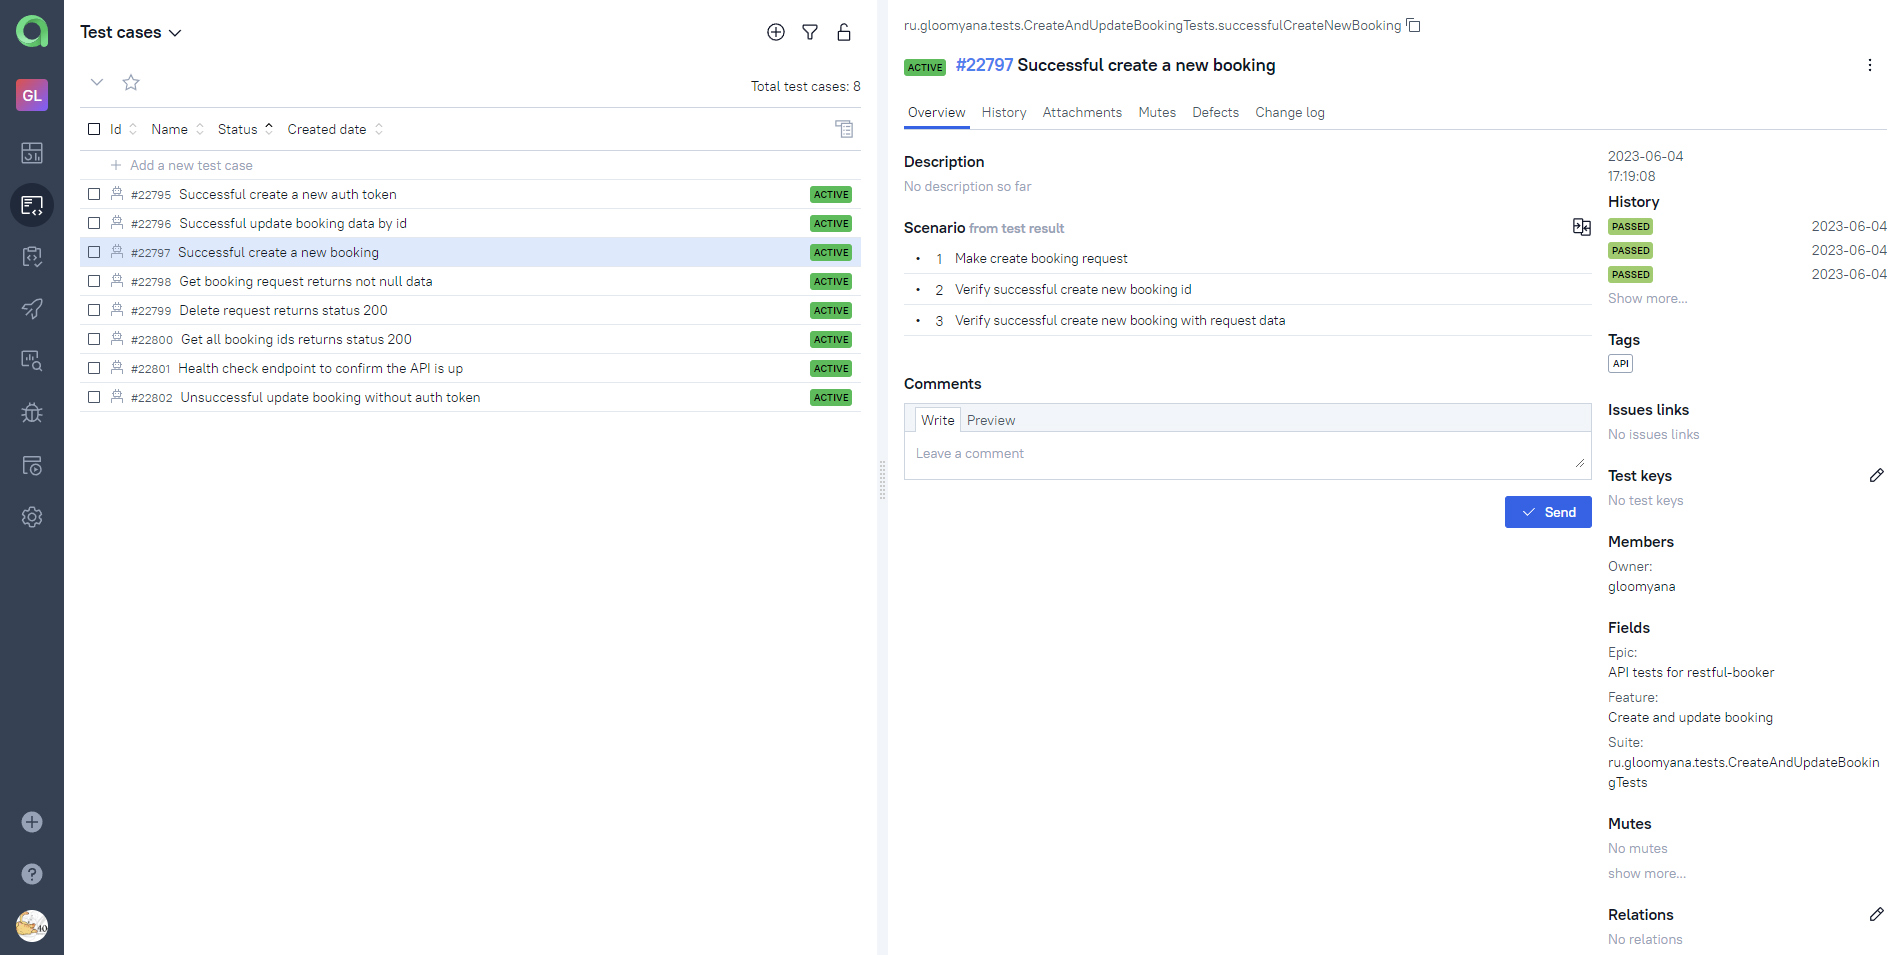 GL
Test cases
Total test cases: 8
Id Name Status Created date
Add a new test case
#22795 Successful create a new auth token ACTIVE
#22796 Successful update booking data by id ACTIVE
#22797 Successful create a new booking ACTIVE
#22798 Get booking request returns not null data ACTIVE
#22799 Delete request returns status 200 ACTIVE
#22800 Get all booking ids returns status 200 ACTIVE
#22801 Health check endpoint to confirm the API is up ACTIVE
#22802 Unsuccessful update booking without auth token ACTIVE
ru.gloomyana.tests.CreateAndUpdateBookingTests.successfulCreateNewBooking
ACTIVE #22797 Successful create a new booking
Overview History Attachments Mutes Defects Change log
Description
No description so far
Scenario from test result
1 Make create booking request
2 Verify successful create new booking id
3 Verify successful create new booking with request data
Comments
Write Preview
Leave a comment
Send
2023-06-04
17:19:08
History
PASSED 2023-06-04
PASSED 2023-06-04
PASSED 2023-06-04
Show more...
Tags
API
Issues links
No issues links
Test keys
No test keys
Members
Owner:
gloomyana
Fields
Epic:
API tests for restful-booker
Feature:
Create and update booking
Suite:
ru.gloomyana.tests.CreateAndUpdateBookin
gTests
Mutes
No mutes
show more...
Relations
No relations